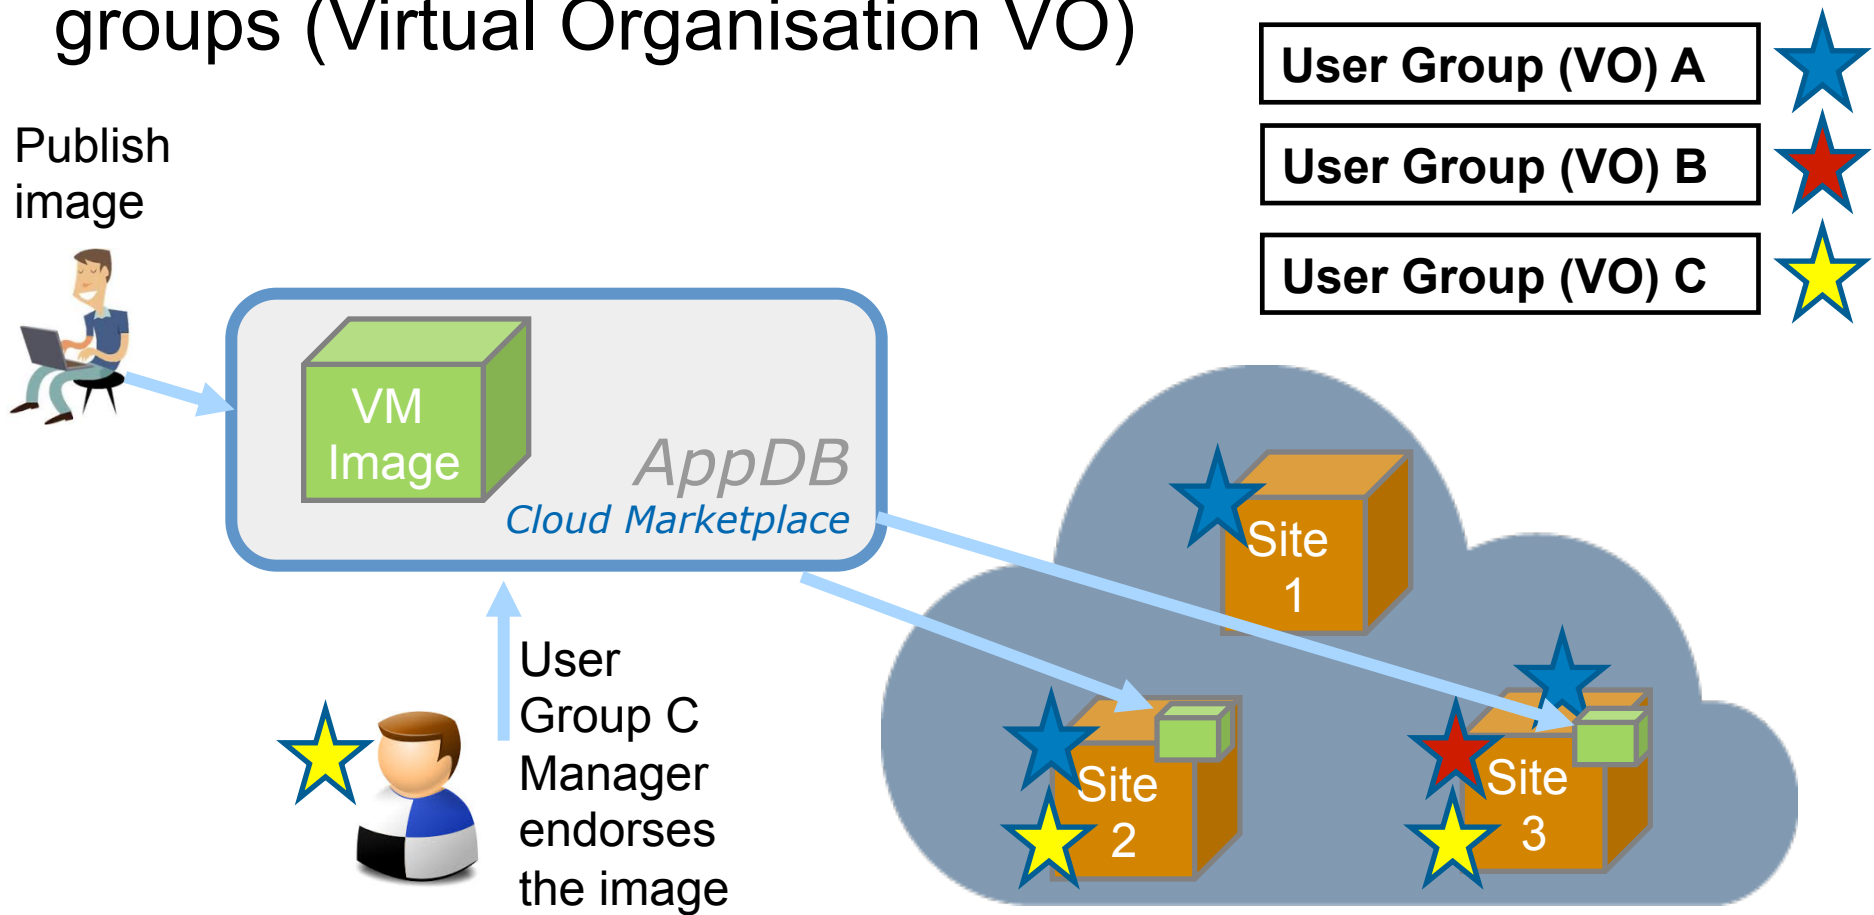 groups (Virtual Organisation VO)
User Group (VO) A
User Group (VO) B
User Group (VO) C
Publish
image
VM
Image
AppDB
Cloud Marketplace
User
Group C
Manager
endorses
the image
Site
1
Site
2
Site
3